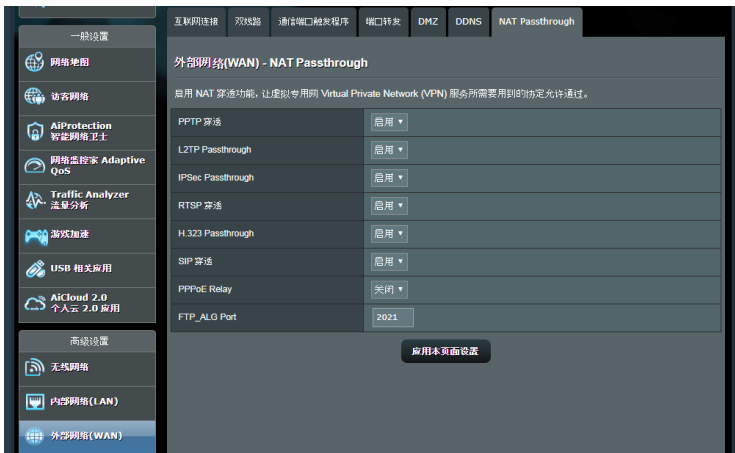 互联网连接 双线路 通信端口触发程序 端口转发 DMZ DDNS NAT Passthrough
一般设置
网络地图
访客网络
AiProtection
智能网络卫士
网络监控家 Adaptive
QoS
Traffic Analyzer
流量分析
游戏加速
USB 相关应用
AiCloud 2.0
个人云 2.0 应用
高级设置
无线网络
内部网络(LAN)
外部网络(WAN)
外部网络(WAN) - NAT Passthrough
启用 NAT 穿透功能, 让虚拟专用网 Virtual Private Network (VPN) 服务所需要用到的协定允许通过。
PPTP 穿透 启用
L2TP Passthrough 启用
IPSec Passthrough 启用
RTSP 穿透 启用
H.323 Passthrough 启用
SIP 穿透 启用
PPPoE Relay 关闭
FTP_ALG Port 2021
应用本页面设置